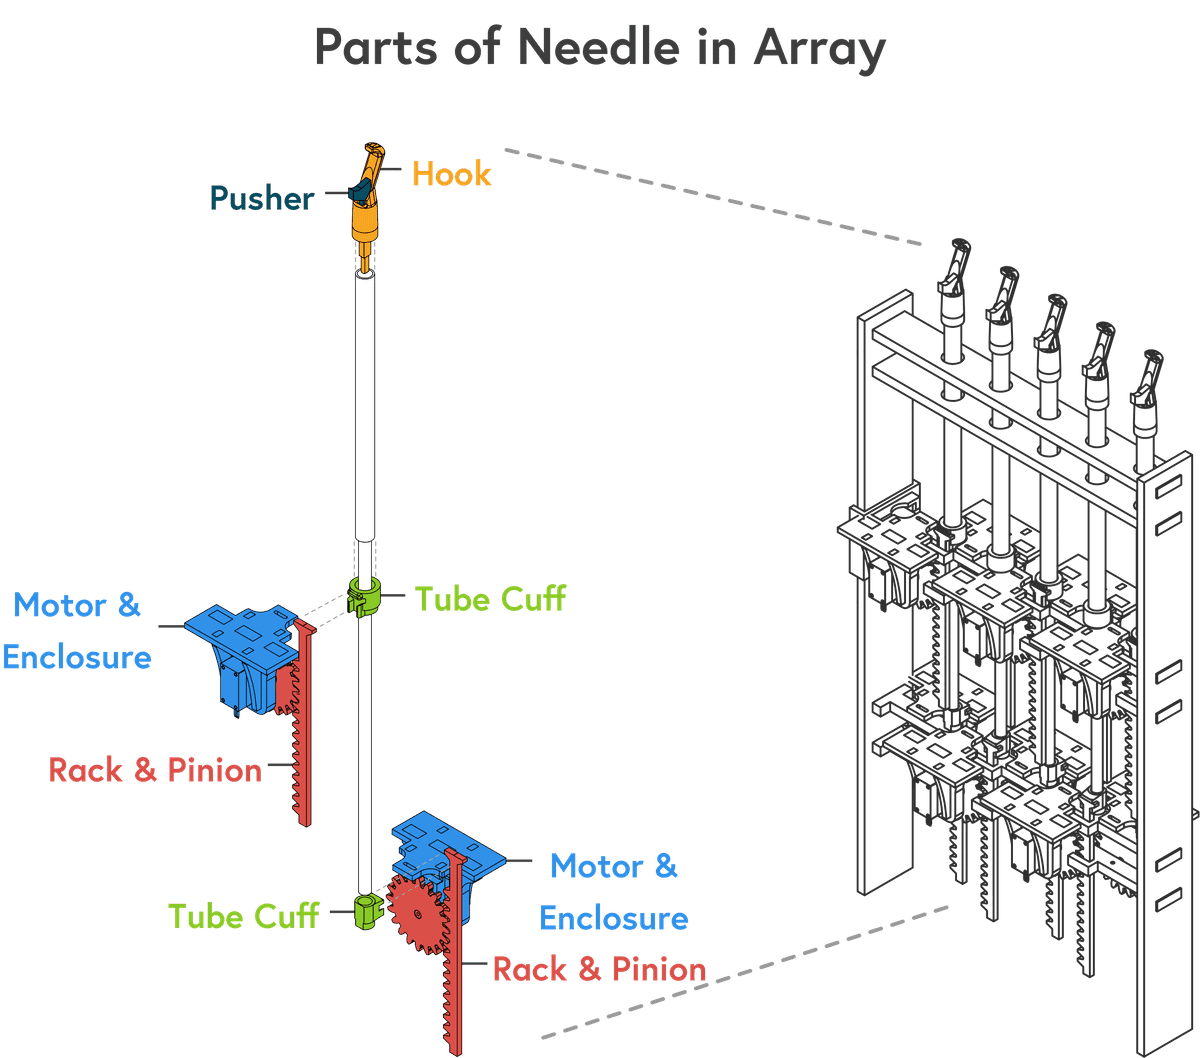 Parts of Needle in Array
Hook
Pusher
Motor &
Enclosure
Tube Cuff
Rack & Pinion
Motor &
Enclosure
Tube Cuff
Rack & Pinion